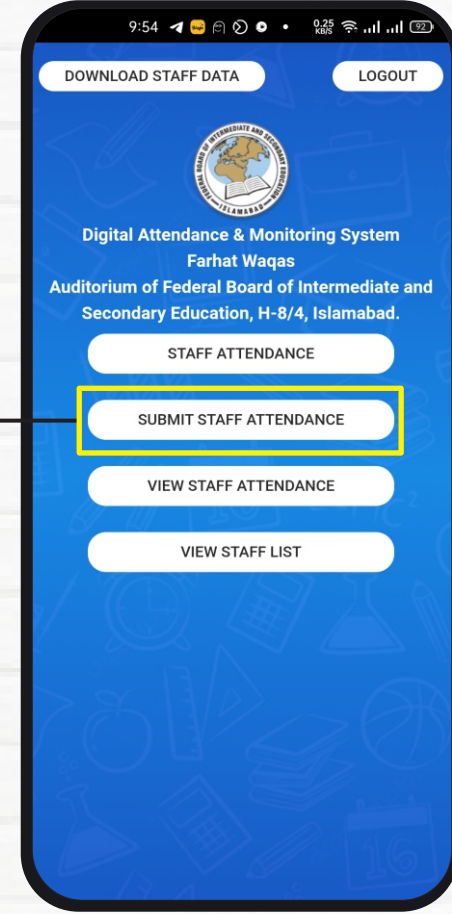 9:54 0.25 KB/S 92
DOWNLOAD STAFF DATA LOGOUT
FEDERAL BOARD OF INTERMEDIATE AND SECONDARY EDUCATION
ISLAMABAD
Digital Attendance & Monitoring System
Farhat Waqas
Auditorium of Federal Board of Intermediate and
Secondary Education, H-8/4, Islamabad.
STAFF ATTENDANCE
SUBMIT STAFF ATTENDANCE
VIEW STAFF ATTENDANCE
VIEW STAFF LIST
16
16